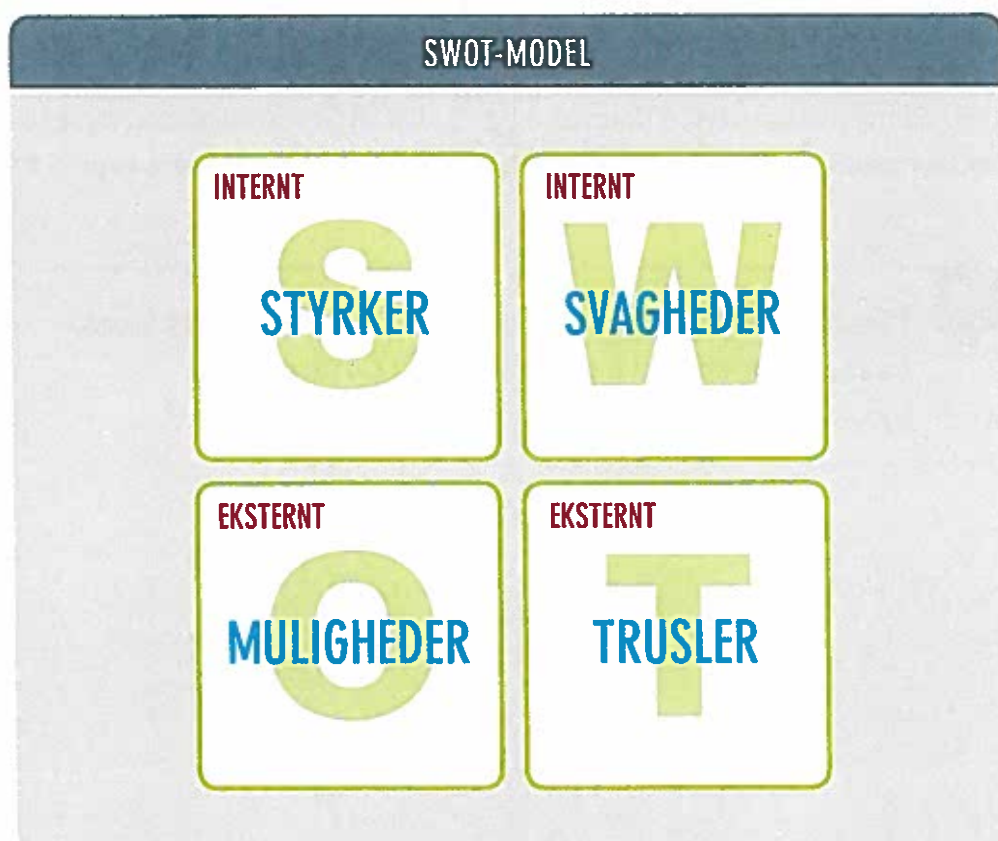 SWOT-MODEL
INTERNT
S
STYRKER
INTERNT
W
SVAGHEDER
EKSTERNT
O
MULIGHEDER
EKSTERNT
T
TRUSLER